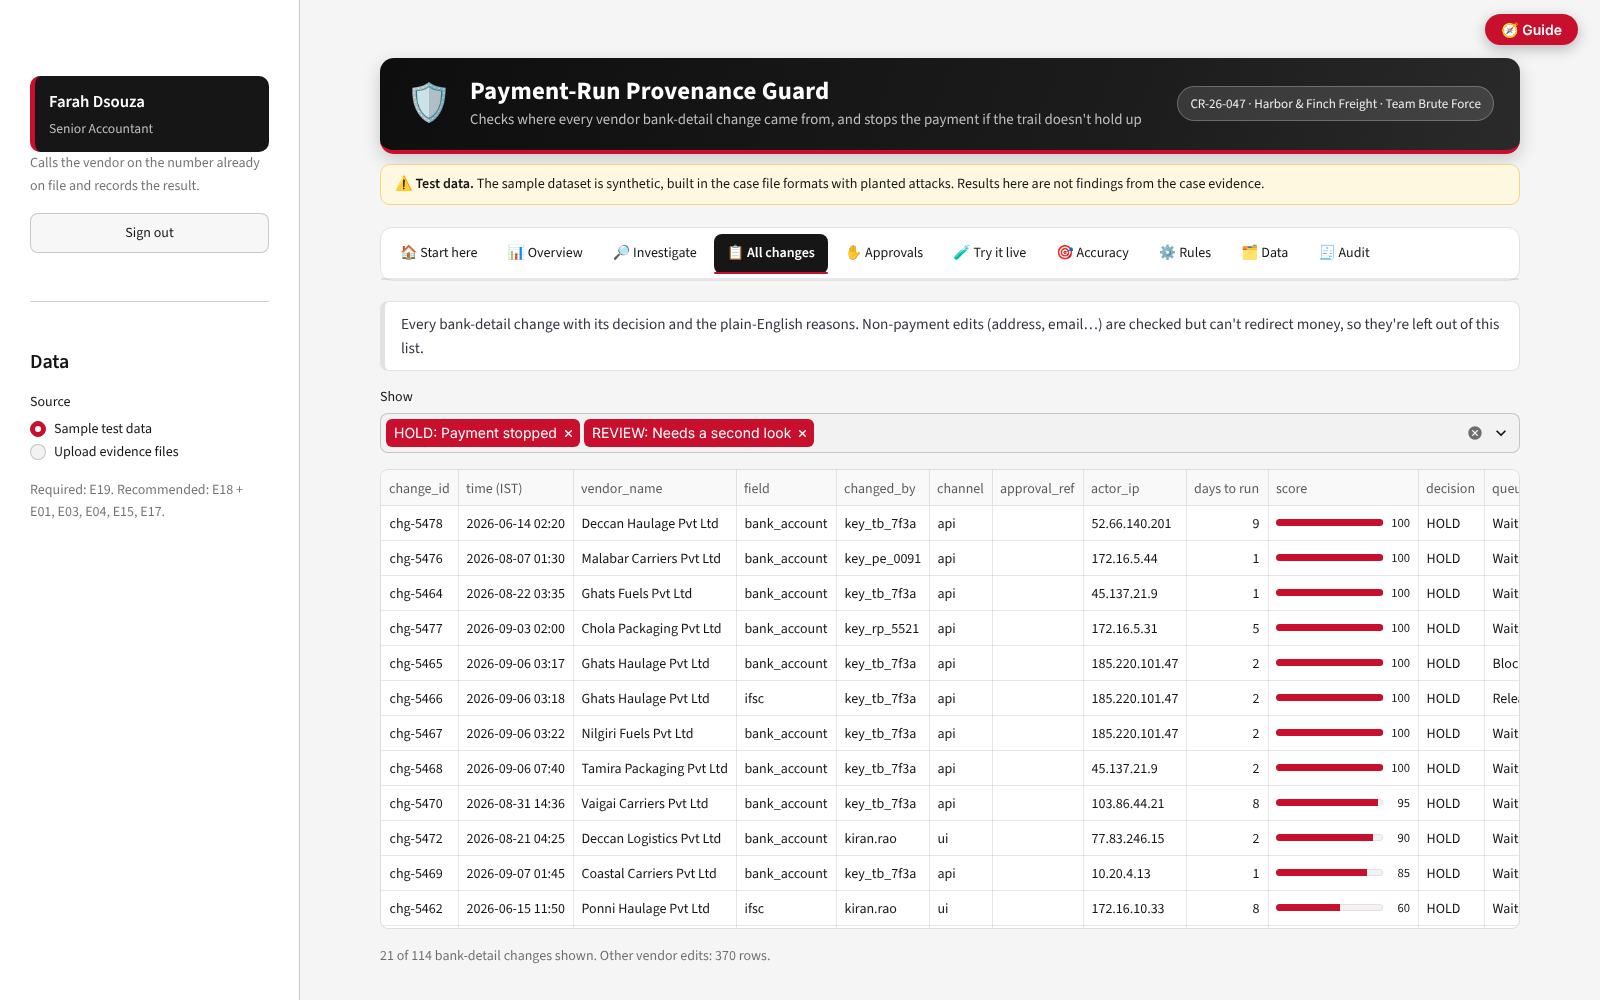 Guide
Farah Dsouza
Senior Accountant
Calls the vendor on the number already
on file and records the result.
Sign out
Data
Source
Sample test data
Upload evidence files
Required: E19. Recommended: E18 +
E01, E03, E04, E15, E17.
Payment-Run Provenance Guard
Checks where every vendor bank-detail change came from, and stops the payment if the trail doesn't hold up
CR-26-047 · Harbor & Finch Freight · Team Brute Force
Test data. The sample dataset is synthetic, built in the case file formats with planted attacks. Results here are not findings from the case evidence.
Start here Overview Investigate All changes Approvals Try it live Accuracy Rules Data Audit
Every bank-detail change with its decision and the plain-English reasons. Non-payment edits (address, email…) are checked but can't redirect money, so they're left out of this
list.
Show
HOLD: Payment stopped × REVIEW: Needs a second look ×
change_id time (IST) vendor_name field changed_by channel approval_ref actor_ip days to run score decision queu
chg-5478 2026-06-14 02:20 Deccan Haulage Pvt Ltd bank_account key_tb_7f3a api 52.66.140.201 9 100 HOLD Wait
chg-5476 2026-08-07 01:30 Malabar Carriers Pvt Ltd bank_account key_pe_0091 api 172.16.5.44 1 100 HOLD Wait
chg-5464 2026-08-22 03:35 Ghats Fuels Pvt Ltd bank_account key_tb_7f3a api 45.137.21.9 1 100 HOLD Wait
chg-5477 2026-09-03 02:00 Chola Packaging Pvt Ltd bank_account key_rp_5521 api 172.16.5.31 5 100 HOLD Wait
chg-5465 2026-09-06 03:17 Ghats Haulage Pvt Ltd bank_account key_tb_7f3a api 185.220.101.47 2 100 HOLD Bloc
chg-5466 2026-09-06 03:18 Ghats Haulage Pvt Ltd ifsc key_tb_7f3a api 185.220.101.47 2 100 HOLD Relea
chg-5467 2026-09-06 03:22 Nilgiri Fuels Pvt Ltd bank_account key_tb_7f3a api 185.220.101.47 2 100 HOLD Wait
chg-5468 2026-09-06 07:40 Tamira Packaging Pvt Ltd bank_account key_tb_7f3a api 45.137.21.9 2 100 HOLD Wait
chg-5470 2026-08-31 14:36 Vaigai Carriers Pvt Ltd bank_account key_tb_7f3a api 103.86.44.21 8 95 HOLD Wait
chg-5472 2026-08-21 04:25 Deccan Logistics Pvt Ltd bank_account kiran.rao ui 77.83.246.15 2 90 HOLD Wait
chg-5469 2026-09-07 01:45 Coastal Carriers Pvt Ltd bank_account key_tb_7f3a api 10.20.4.13 1 85 HOLD Wait
chg-5462 2026-06-15 11:50 Ponni Haulage Pvt Ltd ifsc kiran.rao ui 172.16.10.33 8 60 HOLD Wait
21 of 114 bank-detail changes shown. Other vendor edits: 370 rows.